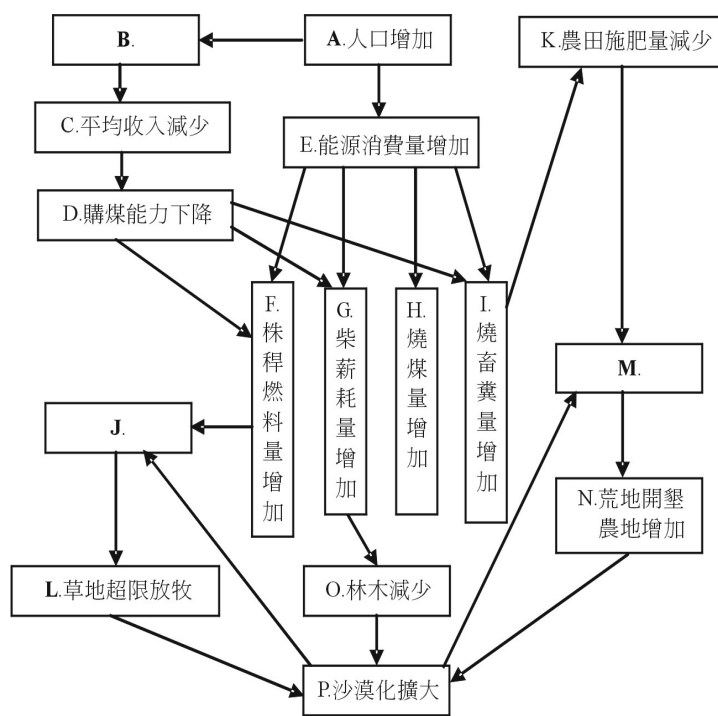 B.
A.人口增加
K.農田施肥量減少
C.平均收入減少
E.能源消費量增加
D.購煤能力下降
F.株稈燃料量增加
G.柴薪耗量增加
H.燒煤量增加
I.燒畜糞量增加
M.
J.
N.荒地開墾
農地增加
L.草地超限放牧
O.林木減少
P.沙漠化擴大